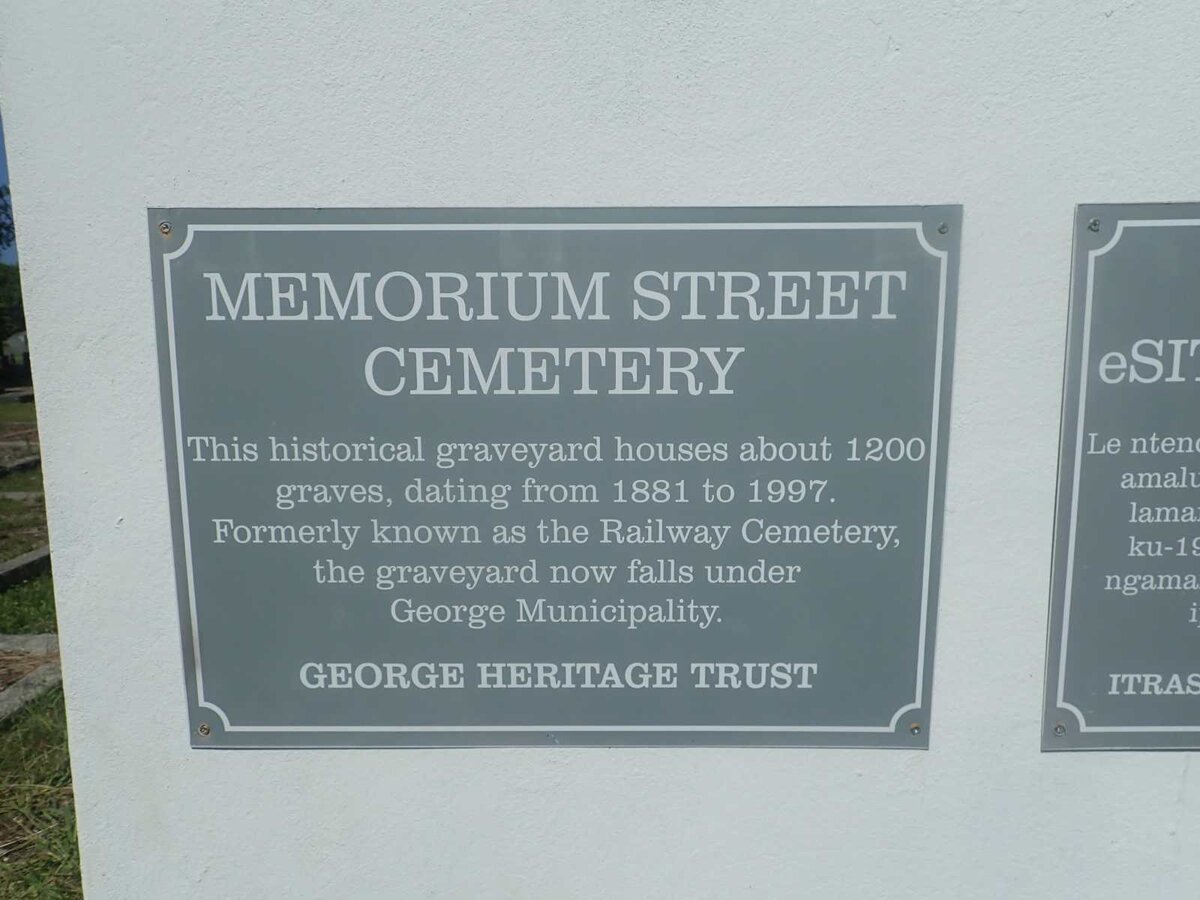 MEMORIUM STREET
CEMETERY
This historical graveyard houses about 1200
graves, dating from 1881 to 1997.
Formerly known as the Railway Cemetery,
the graveyard now falls under
George Municipality.
GEORGE HERITAGE TRUST
Le